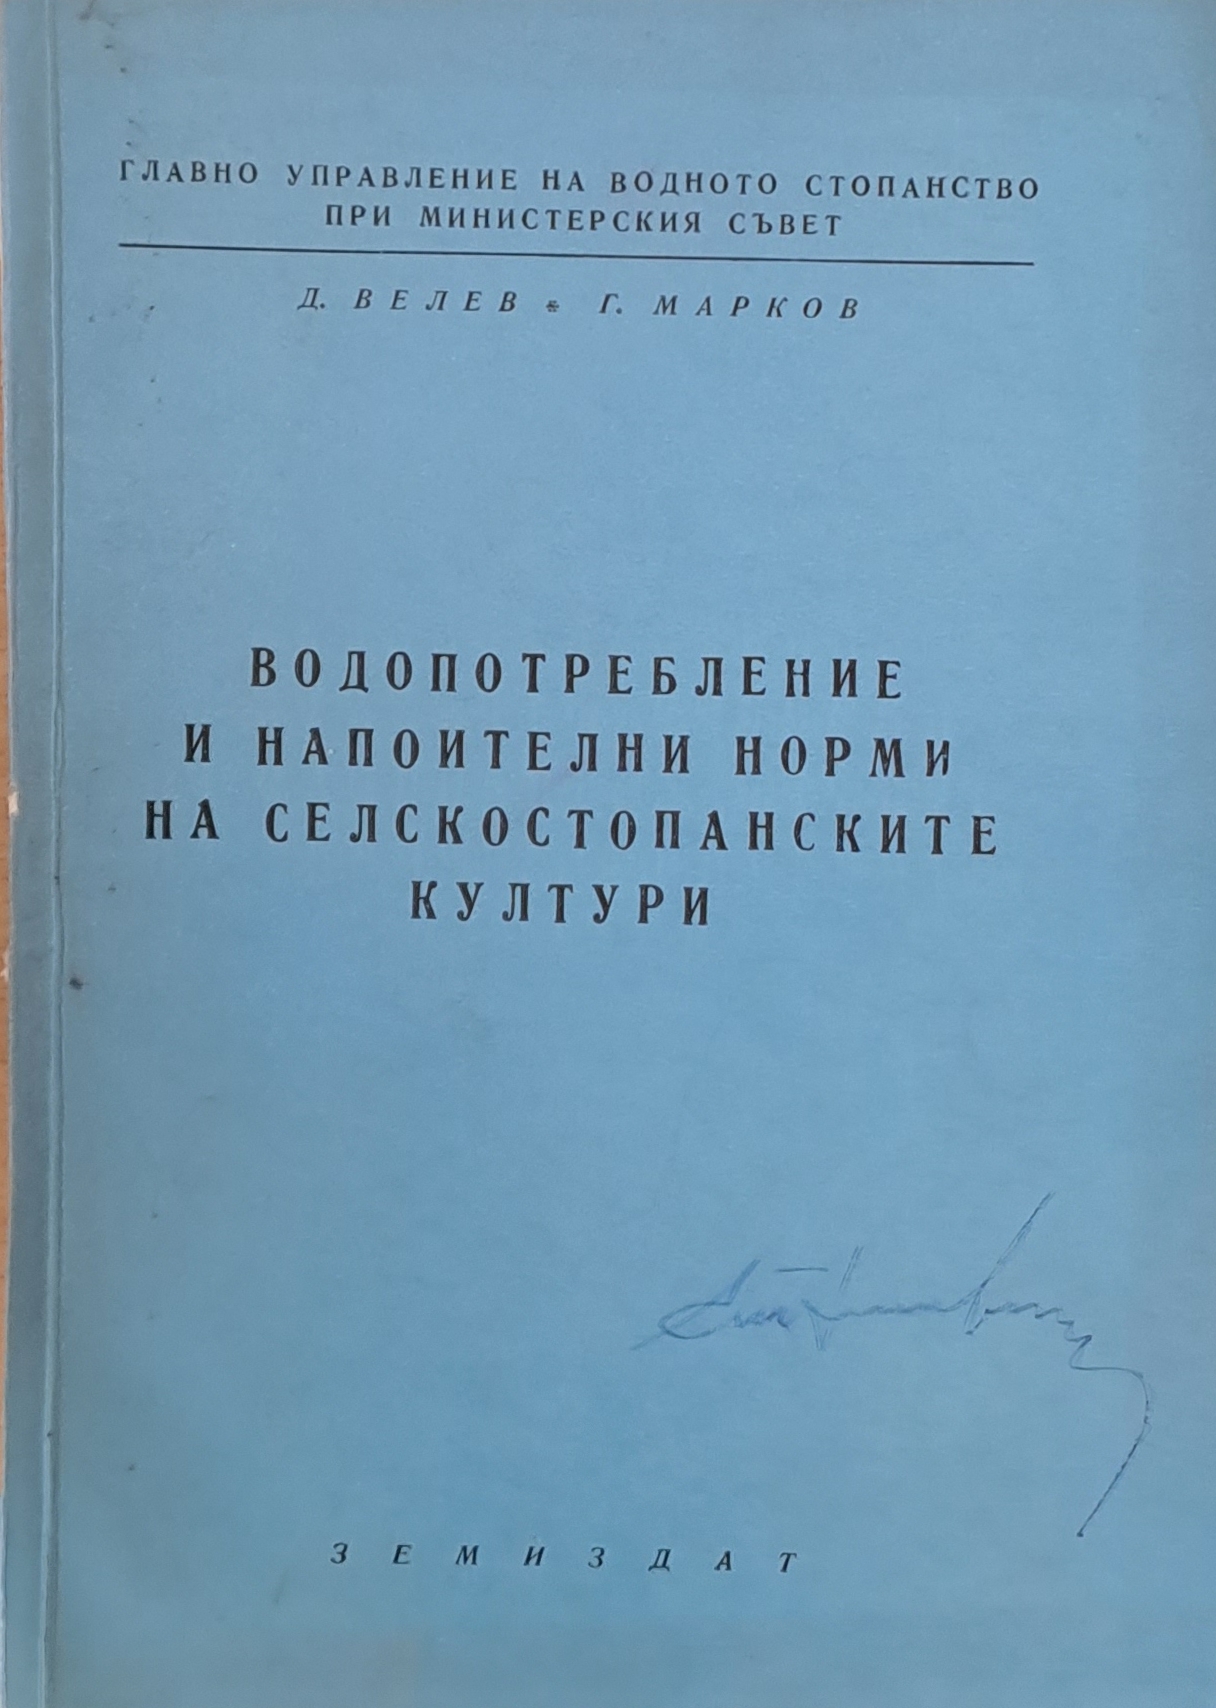 ГЛАВНО УПРАВЛЕНИЕ НА ВОДНОТО СТОПАНСТВО
ПРИ МИНИСТЕРСКИЯ СЪВЕТ
Д. ВЕЛЕВ * Г. МАРКОВ
ВОДОПОТРЕБЛЕНИЕ
И НАПОИТЕЛНИ НОРМИ
НА СЕЛСКОСТОПАНСКИТЕ
КУЛТУРИ
ЗЕМИЗДАТ